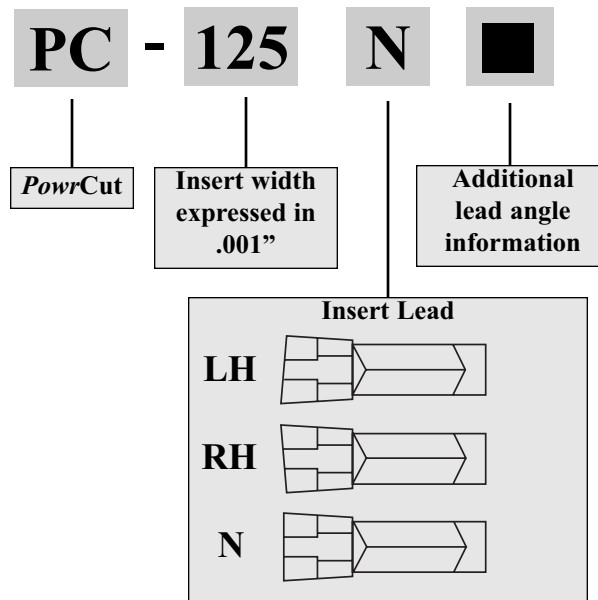 PC - 125 N
PowrCut
Insert width
expressed in
.001”
Additional
lead angle
information
Insert Lead
LH
RH
N